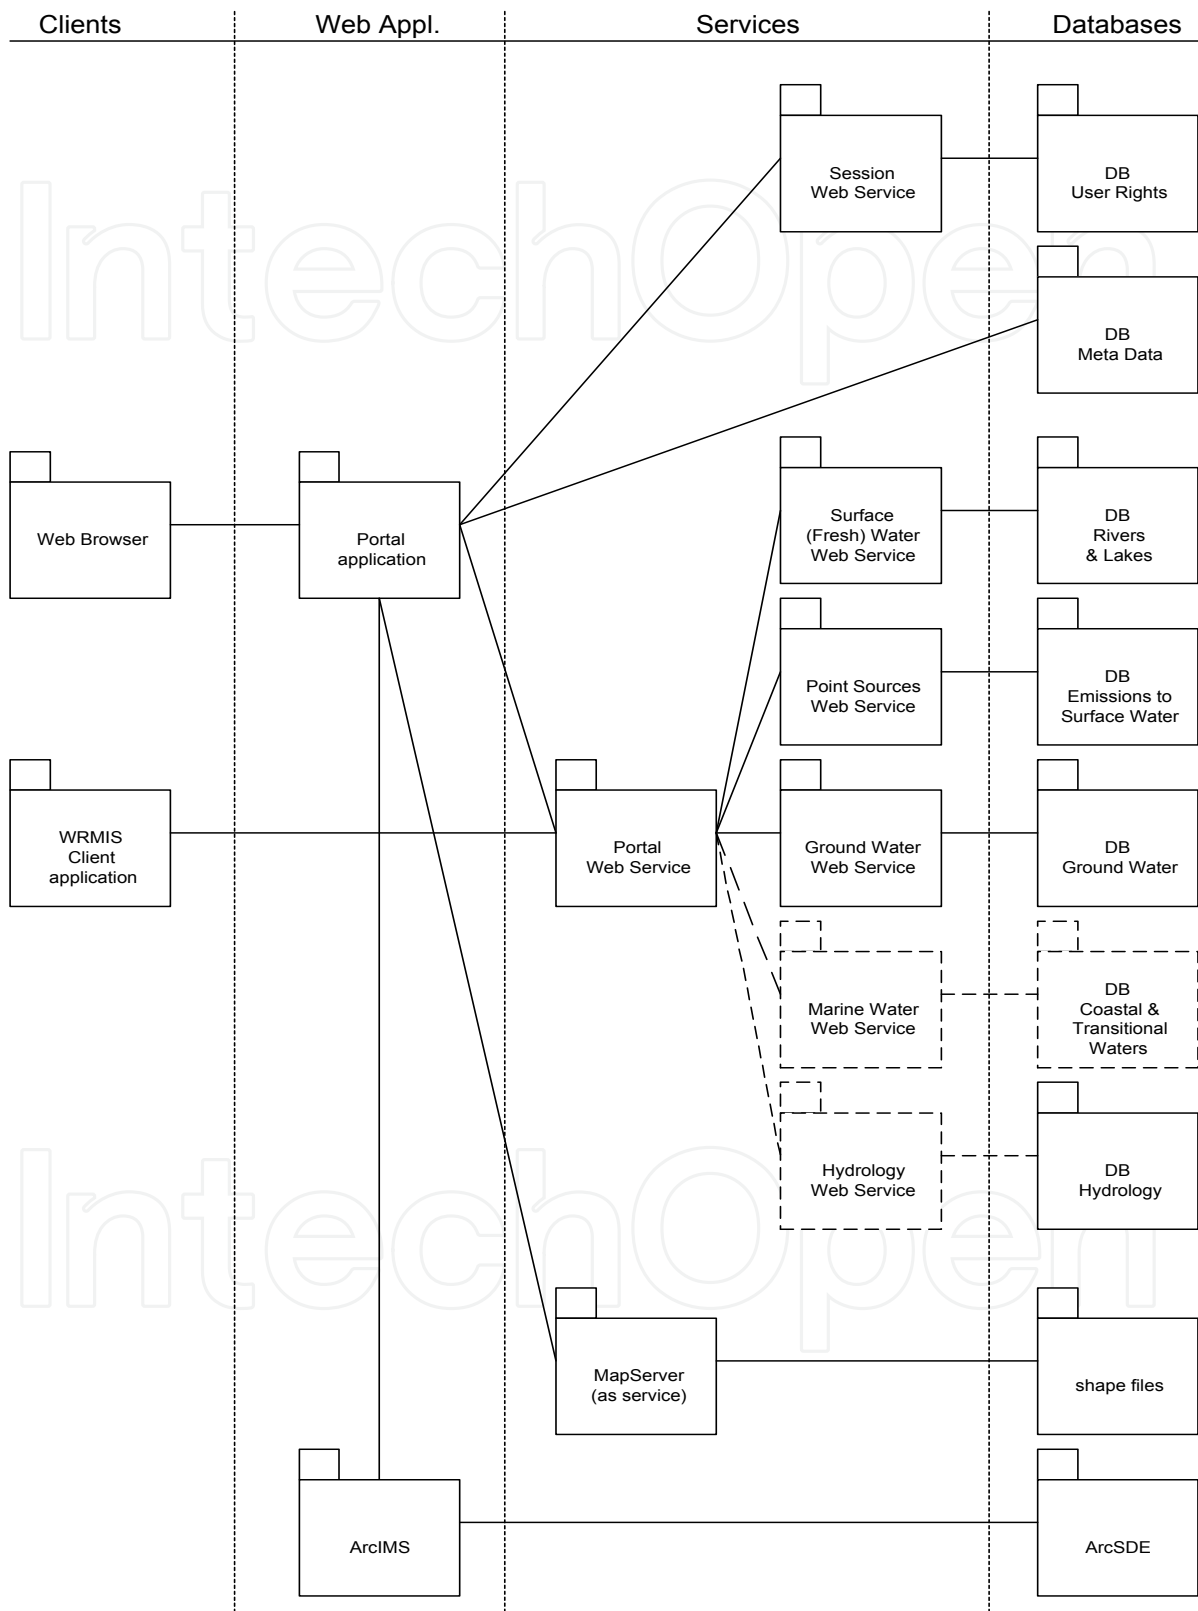 Clients
Web Appl.
Services
Databases
Session
Web Service
DB
User Rights
IntechOpen
DB
Meta Data
Web Browser
Portal
application
Surface
(Fresh) Water
Web Service
DB
Rivers
& Lakes
Point Sources
Web Service
DB
Emissions to
Surface Water
WRMIS
Client
application
Portal
Web Service
Ground Water
Web Service
DB
Ground Water
Marine Water
Web Service
DB
Coastal &
Transitional
Waters
Hydrology
Web Service
DB
Hydrology
IntechOpen
MapServer
(as service)
shape files
ArcIMS
ArcSDE